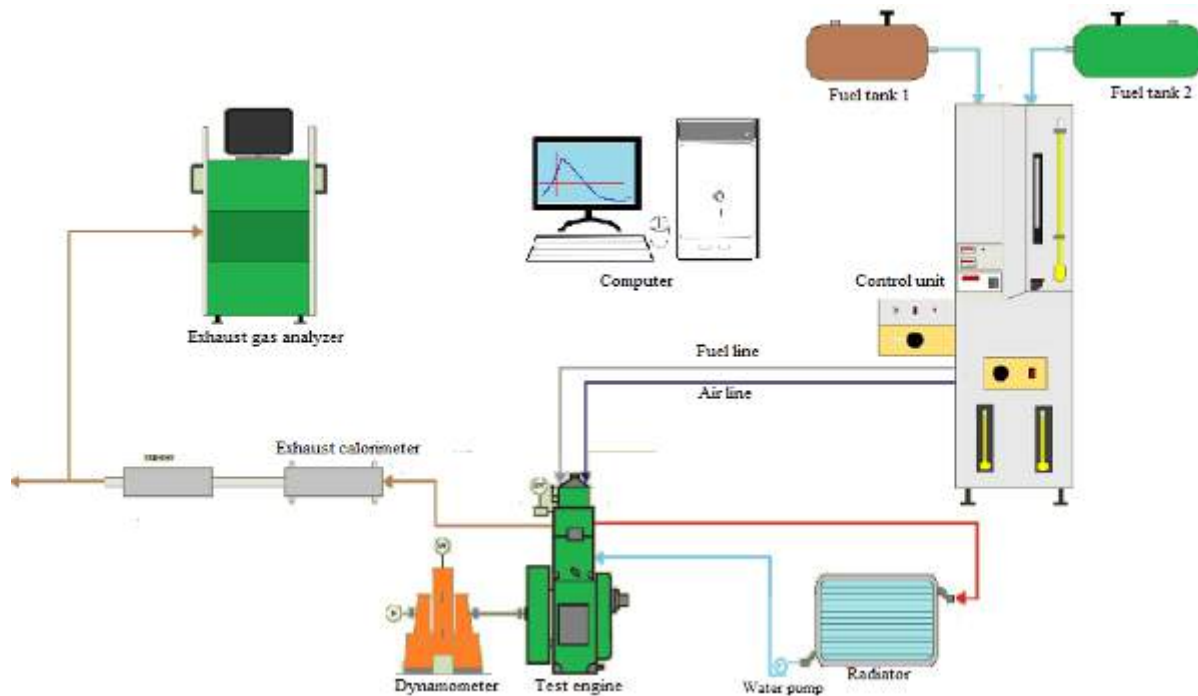 Fuel tank 1
Fuel tank 2
Computer
Control unit
Exhaust gas analyzer
Fuel line
Air line
Exhaust calorimeter
Dynamometer
Test engine
Water pump
Radiator